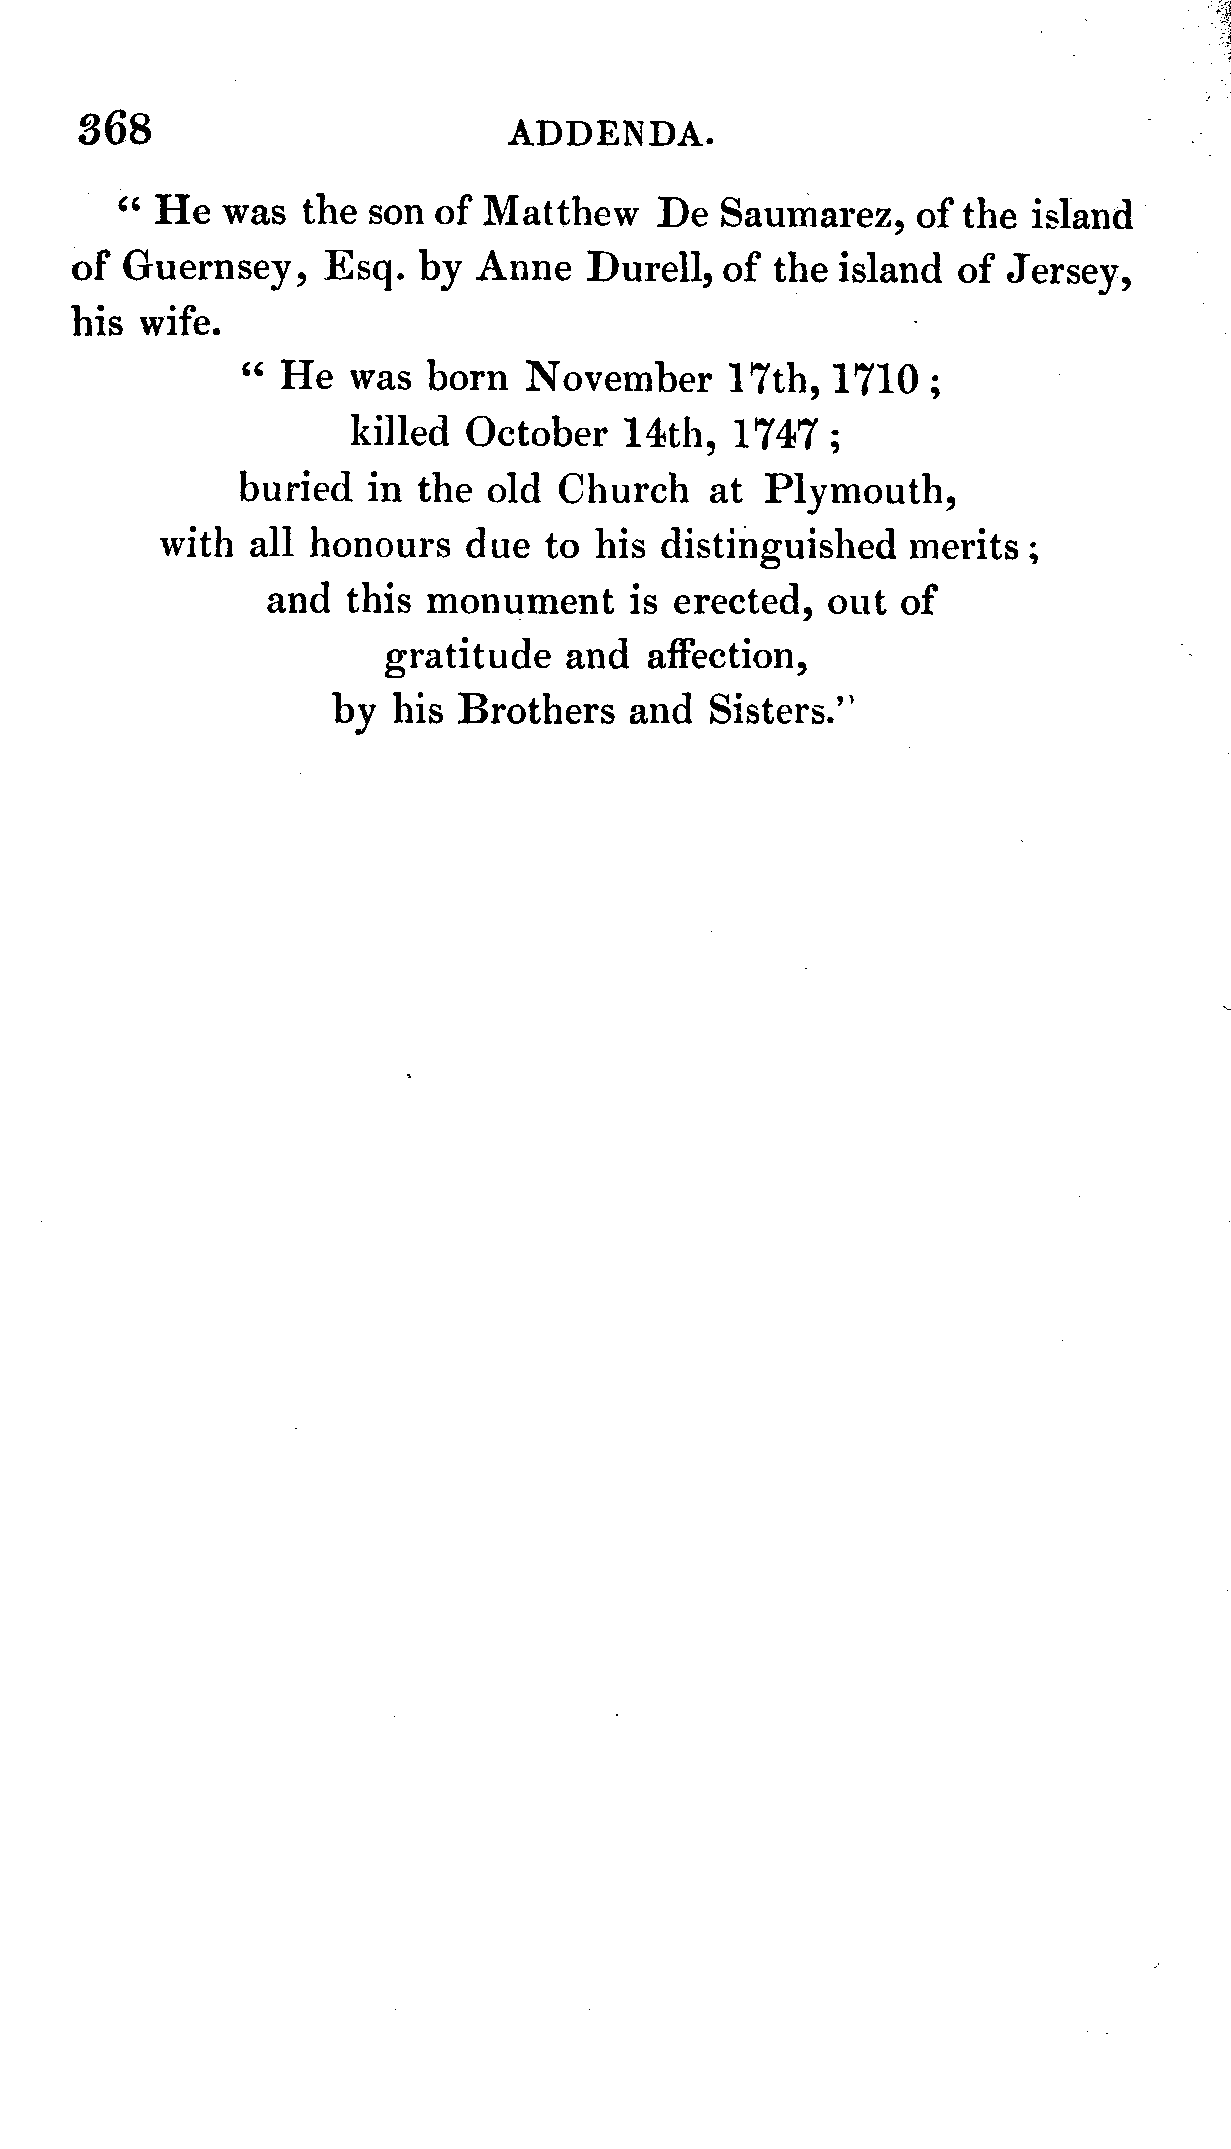 368 ADDENDA.
“ He was the son of Matthew De Saumarez, of the island
of Guernsey, Esq. by Anne Durell, of the island of Jersey,
his wife.
“ He was born November 17th, 1710 ;
killed October 14th, 1747 ;
buried in the old Church at Plymouth,
with all honours due to his distinguished merits ;
and this monument is erected, out of
gratitude and affection,
by his Brothers and Sisters.”